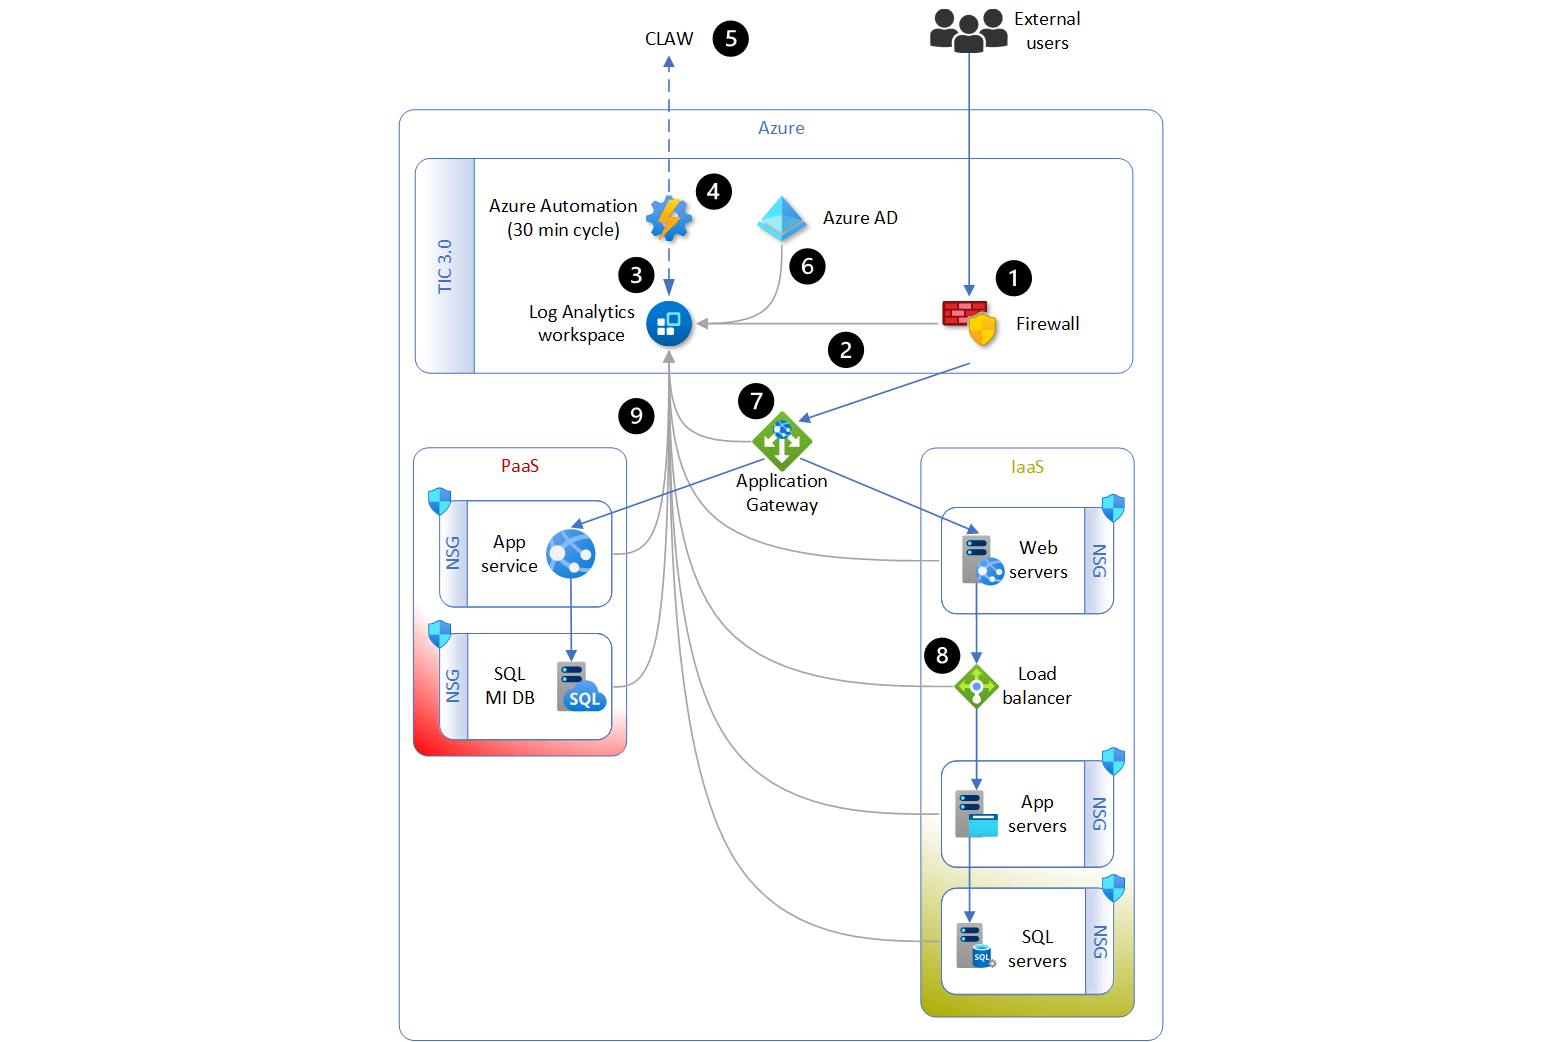 CLAW
5
External
users
Azure
TIC 3.0
Azure Automation
(30 min cycle)
4
Azure AD
3
6
1
Log Analytics
workspace
Firewall
2
7
9
Application
Gateway
PaaS
NSG
App
service
NSG
SQL
MI DB
SQL
IaaS
Web
servers
NSG
8
Load
balancer
App
servers
NSG
SQL
SQL
servers
NSG